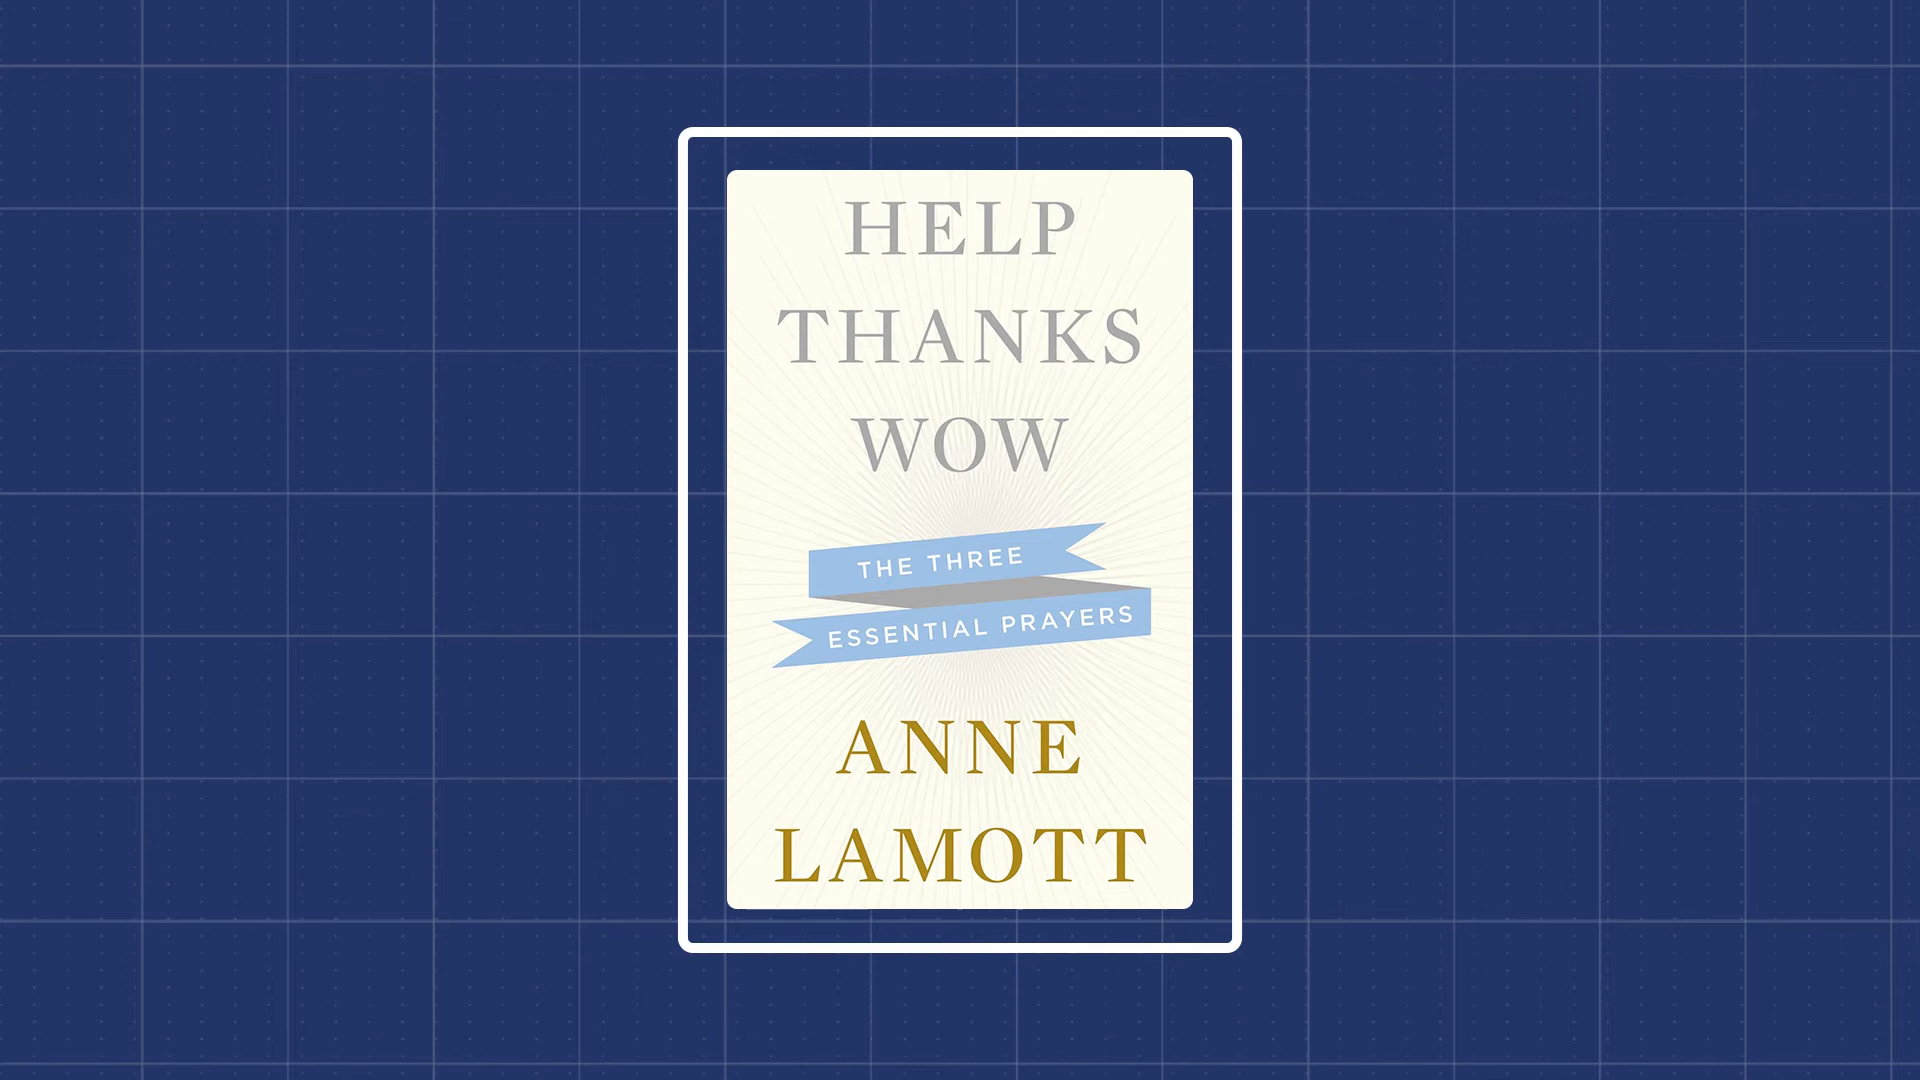 HELP
THANKS
WOW
THE THREE
ESSENTIAL PRAYERS
ANNE
LAMOTT